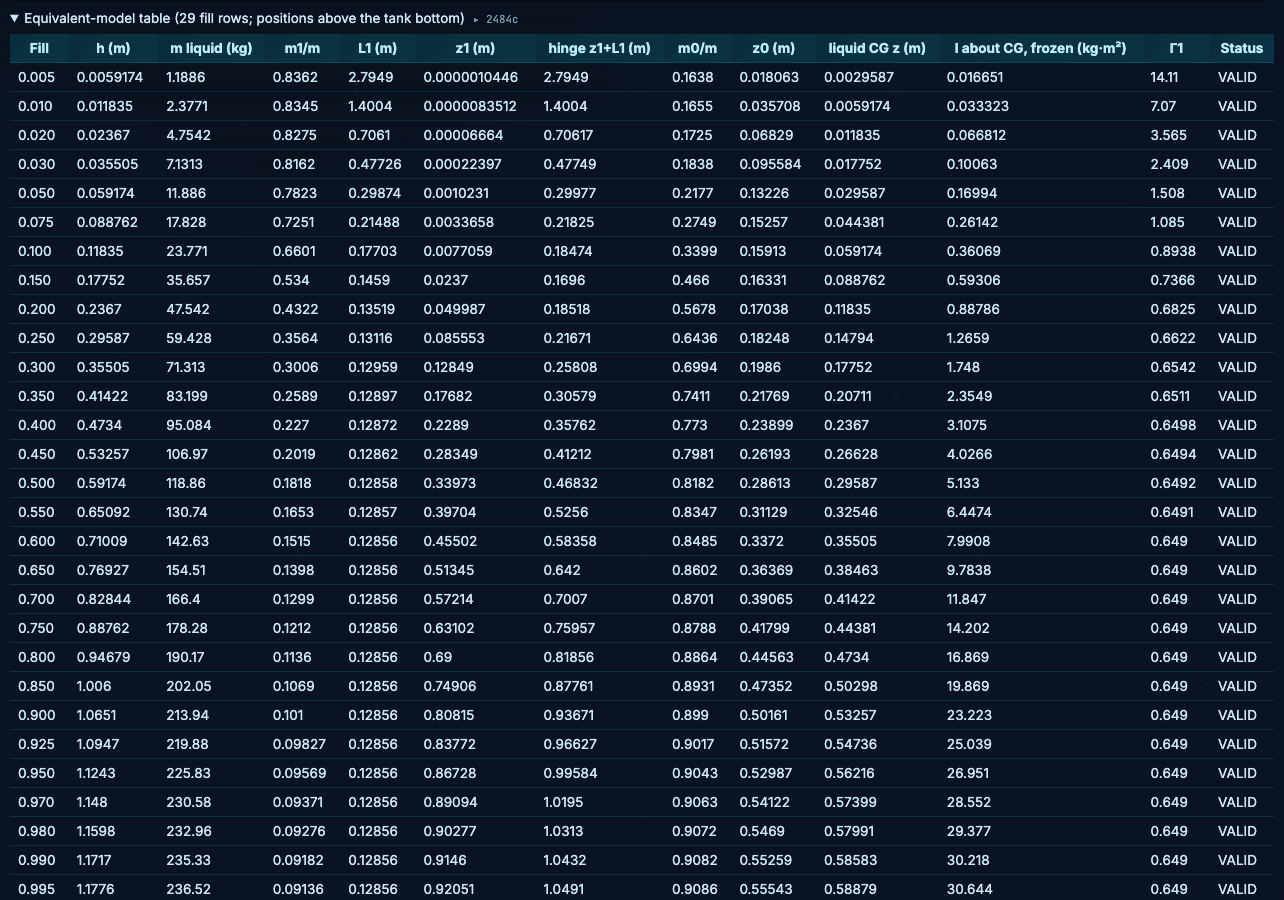 ▼ Equivalent-model table (29 fill rows; positions above the tank bottom) ▸ 2484c
Fill h (m) m liquid (kg) m1/m L1 (m) z1 (m) hinge z1+L1 (m) m0/m z0 (m) liquid CG z (m) I about CG, frozen (kg·m²) Γ1 Status
0.005 0.0059174 1.1886 0.8362 2.7949 0.0000010446 2.7949 0.1638 0.018063 0.0029587 0.016651 14.11 VALID
0.010 0.011835 2.3771 0.8345 1.4004 0.0000083512 1.4004 0.1655 0.035708 0.0059174 0.033323 7.07 VALID
0.020 0.02367 4.7542 0.8275 0.7061 0.00006664 0.70617 0.1725 0.06829 0.011835 0.066812 3.565 VALID
0.030 0.035505 7.1313 0.8162 0.47726 0.00022397 0.47749 0.1838 0.095584 0.017752 0.10063 2.409 VALID
0.050 0.059174 11.886 0.7823 0.29874 0.0010231 0.29977 0.2177 0.13226 0.029587 0.16994 1.508 VALID
0.075 0.088762 17.828 0.7251 0.21488 0.0033658 0.21825 0.2749 0.15257 0.044381 0.26142 1.085 VALID
0.100 0.11835 23.771 0.6601 0.17703 0.0077059 0.18474 0.3399 0.15913 0.059174 0.36069 0.8938 VALID
0.150 0.17752 35.657 0.534 0.1459 0.0237 0.1696 0.466 0.16331 0.088762 0.59306 0.7366 VALID
0.200 0.2367 47.542 0.4322 0.13519 0.049987 0.18518 0.5678 0.17038 0.11835 0.88786 0.6825 VALID
0.250 0.29587 59.428 0.3564 0.13116 0.085553 0.21671 0.6436 0.18248 0.14794 1.2659 0.6622 VALID
0.300 0.35505 71.313 0.3006 0.12959 0.12849 0.25808 0.6994 0.1986 0.17752 1.748 0.6542 VALID
0.350 0.41422 83.199 0.2589 0.12897 0.17682 0.30579 0.7411 0.21769 0.20711 2.3549 0.6511 VALID
0.400 0.4734 95.084 0.227 0.12872 0.2289 0.35762 0.773 0.23899 0.2367 3.1075 0.6498 VALID
0.450 0.53257 106.97 0.2019 0.12862 0.28349 0.41212 0.7981 0.26193 0.26628 4.0266 0.6494 VALID
0.500 0.59174 118.86 0.1818 0.12858 0.33973 0.46832 0.8182 0.28613 0.29587 5.133 0.6492 VALID
0.550 0.65092 130.74 0.1653 0.12857 0.39704 0.5256 0.8347 0.31129 0.32546 6.4474 0.6491 VALID
0.600 0.71009 142.63 0.1515 0.12856 0.45502 0.58358 0.8485 0.3372 0.35505 7.9908 0.649 VALID
0.650 0.76927 154.51 0.1398 0.12856 0.51345 0.642 0.8602 0.36369 0.38463 9.7838 0.649 VALID
0.700 0.82844 166.4 0.1299 0.12856 0.57214 0.7007 0.8701 0.39065 0.41422 11.847 0.649 VALID
0.750 0.88762 178.28 0.1212 0.12856 0.63102 0.75957 0.8788 0.41799 0.44381 14.202 0.649 VALID
0.800 0.94679 190.17 0.1136 0.12856 0.69 0.81856 0.8864 0.44563 0.4734 16.869 0.649 VALID
0.850 1.006 202.05 0.1069 0.12856 0.74906 0.87761 0.8931 0.47352 0.50298 19.869 0.649 VALID
0.900 1.0651 213.94 0.101 0.12856 0.80815 0.93671 0.899 0.50161 0.53257 23.223 0.649 VALID
0.925 1.0947 219.88 0.09827 0.12856 0.83772 0.96627 0.9017 0.51572 0.54736 25.039 0.649 VALID
0.950 1.1243 225.83 0.09569 0.12856 0.86728 0.99584 0.9043 0.52987 0.56216 26.951 0.649 VALID
0.970 1.148 230.58 0.09371 0.12856 0.89094 1.0195 0.9063 0.54122 0.57399 28.552 0.649 VALID
0.980 1.1598 232.96 0.09276 0.12856 0.90277 1.0313 0.9072 0.5469 0.57991 29.377 0.649 VALID
0.990 1.1717 235.33 0.09182 0.12856 0.9146 1.0432 0.9082 0.55259 0.58583 30.218 0.649 VALID
0.995 1.1776 236.52 0.09136 0.12856 0.92051 1.0491 0.9086 0.55543 0.58879 30.644 0.649 VALID